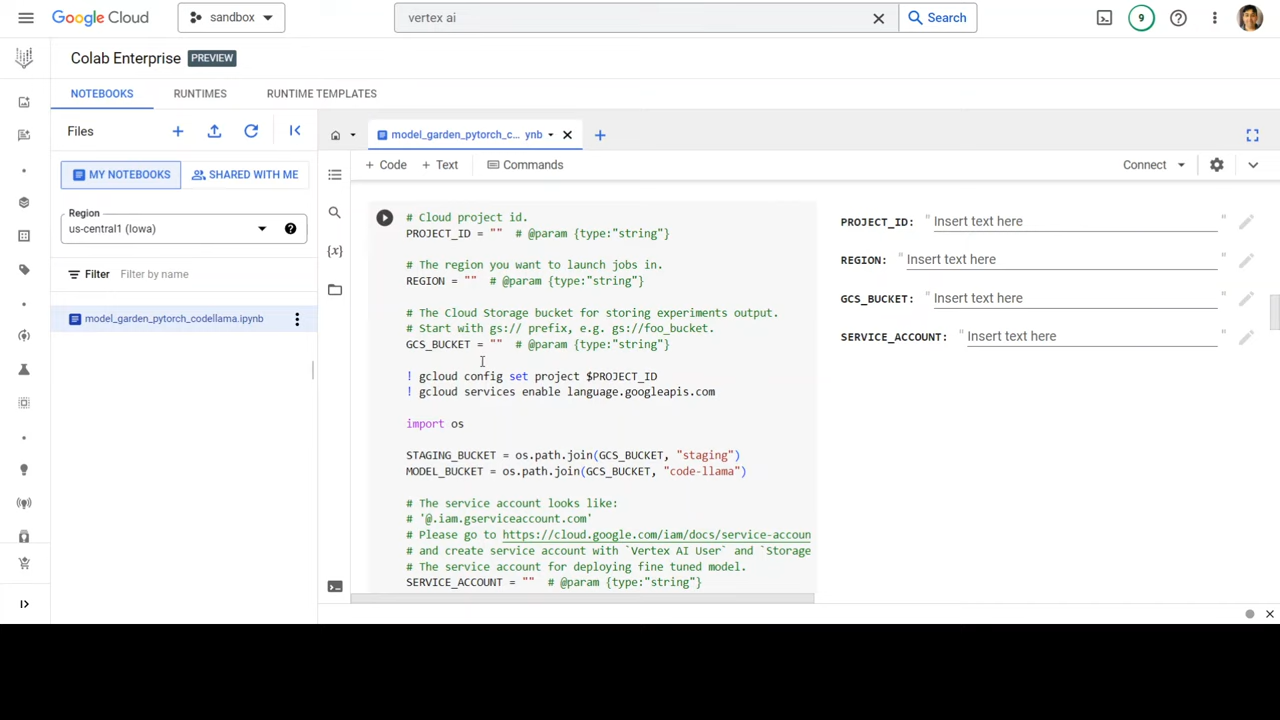 Google Cloud
sandbox
vertex ai
Search
9
Colab Enterprise
PREVIEW
NOTEBOOKS
RUNTIMES
RUNTIME TEMPLATES
Files
MY NOTEBOOKS
SHARED WITH ME
Region
us-central1 (Iowa)
Filter Filter by name
model_garden_pytorch_codellama.ipynb
model_garden_pytorch_c... ynb
+ Code
+ Text
Commands
Connect
{x}
# Cloud project id.
PROJECT_ID = "" # @param {type:"string"}
# The region you want to launch jobs in.
REGION = "" # @param {type:"string"}
# The Cloud Storage bucket for storing experiments output.
# Start with gs:// prefix, e.g. gs://foo_bucket.
GCS_BUCKET = "" # @param {type:"string"}
! gcloud config set project $PROJECT_ID
! gcloud services enable language.googleapis.com
import os
STAGING_BUCKET = os.path.join(GCS_BUCKET, "staging")
MODEL_BUCKET = os.path.join(GCS_BUCKET, "code-llama")
# The service account looks like:
# '@.iam.gserviceaccount.com'
# Please go to https://cloud.google.com/iam/docs/service-accoun
# and create service account with `Vertex AI User` and `Storage
# The service account for deploying fine tuned model.
SERVICE_ACCOUNT = "" # @param {type:"string"}
PROJECT_ID: " Insert text here "
REGION: " Insert text here "
GCS_BUCKET: " Insert text here "
SERVICE_ACCOUNT: " Insert text here "